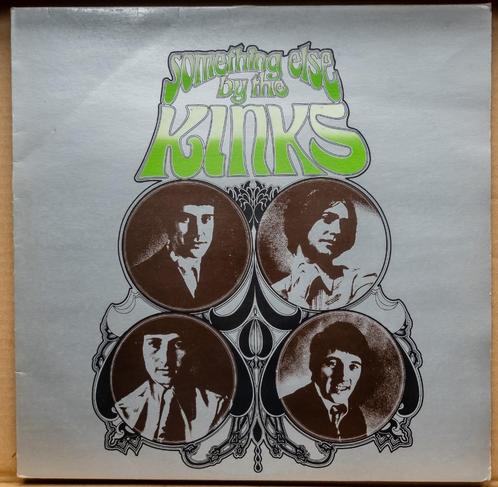 something else
by the
KINKS